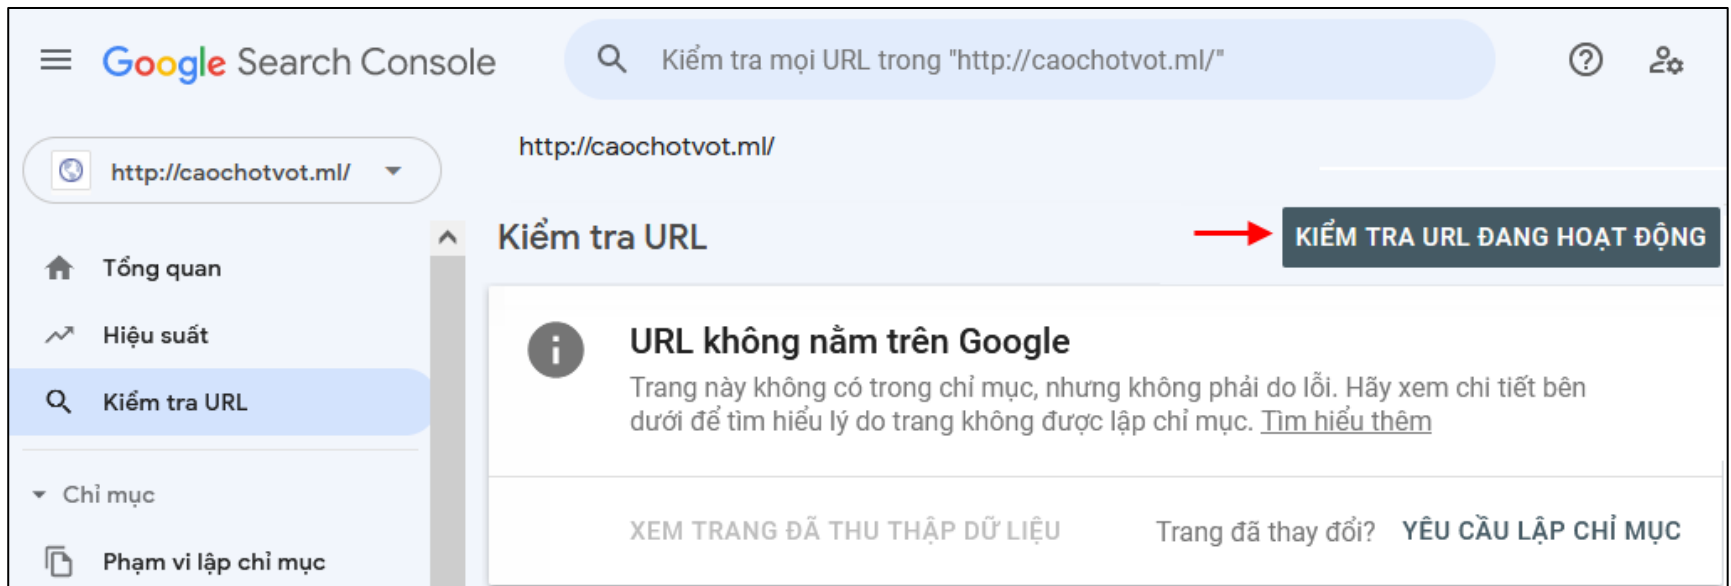 Google Search Console
Kiểm tra mọi URL trong "http://caochotvot.ml/"
http://caochotvot.ml/
http://caochotvot.ml/
Kiểm tra URL
KIỂM TRA URL ĐANG HOẠT ĐỘNG
Tổng quan
Hiệu suất
Kiểm tra URL
Chỉ mục
Phạm vi lập chỉ mục
URL không nằm trên Google
Trang này không có trong chỉ mục, nhưng không phải do lỗi. Hãy xem chi tiết bên
dưới để tìm hiểu lý do trang không được lập chỉ mục. Tìm hiểu thêm
XEM TRANG ĐÃ THU THẬP DỮ LIỆU
Trang đã thay đổi? YÊU CẦU LẬP CHỈ MỤC